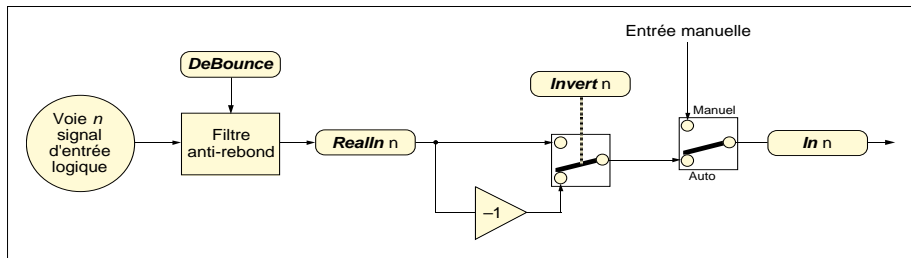 Entrée manuelle
DeBounce
Invert n
Voie n
signal
d'entrée
logique
Filtre
anti-rebond
RealIn n
Manuel
In n
Auto
–1